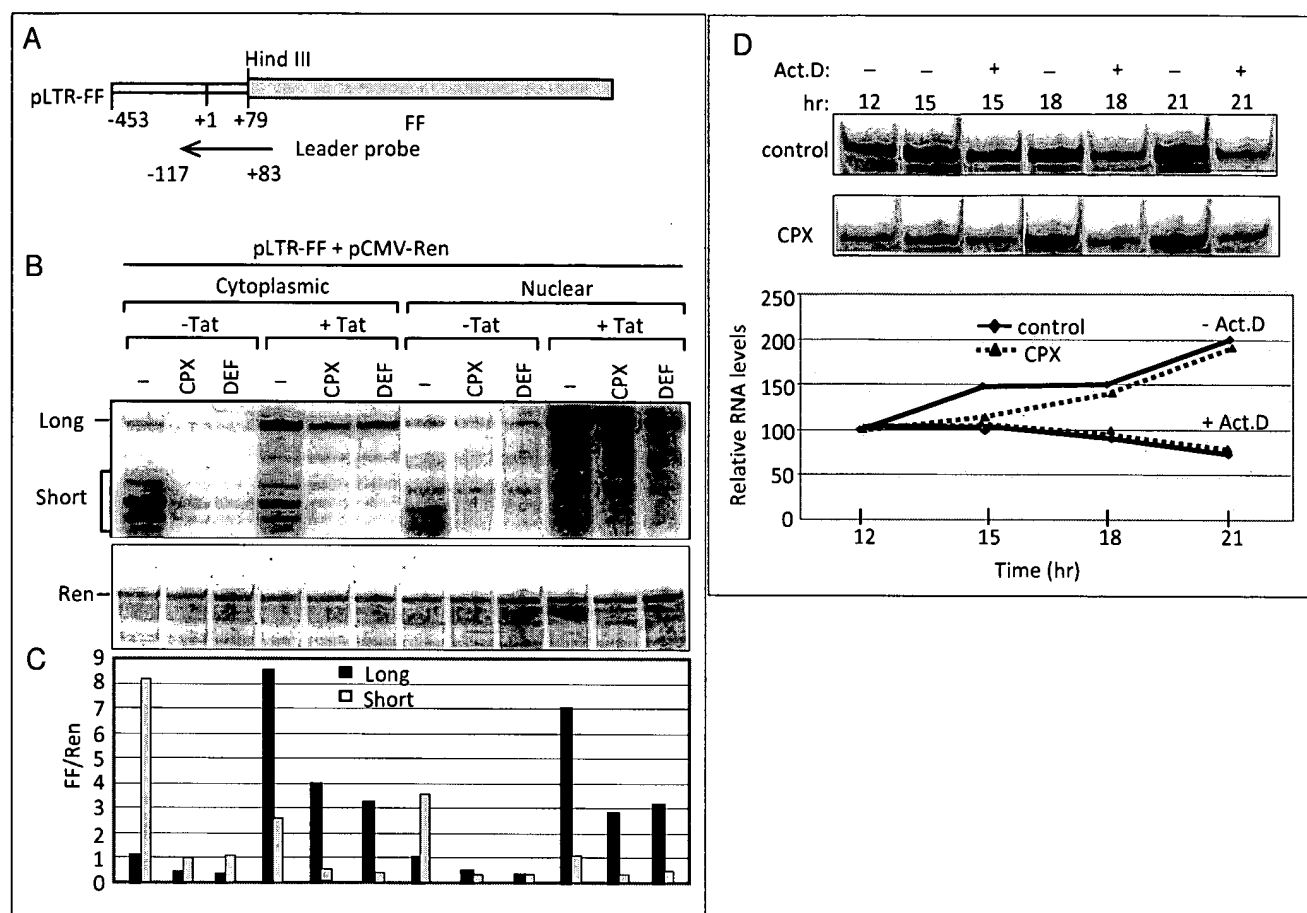 A
Hind III
pLTR-FF
-453
+1
+79
FF
Leader probe
-117
+83
B
pLTR-FF + pCMV-Ren
Cytoplasmic
Nuclear
-Tat
+ Tat
-Tat
+ Tat
–
CPX
DEF
–
CPX
DEF
–
CPX
DEF
–
CPX
DEF
Long
Short
Ren
C
FF/Ren
9
8
7
6
5
4
3
2
1
0
Long
Short
D
Act.D: – – + – + – +
hr: 12 15 15 18 18 21 21
control
CPX
Relative RNA levels
250
200
150
100
50
0
control
CPX
- Act.D
+ Act.D
12 15 18 21
Time (hr)